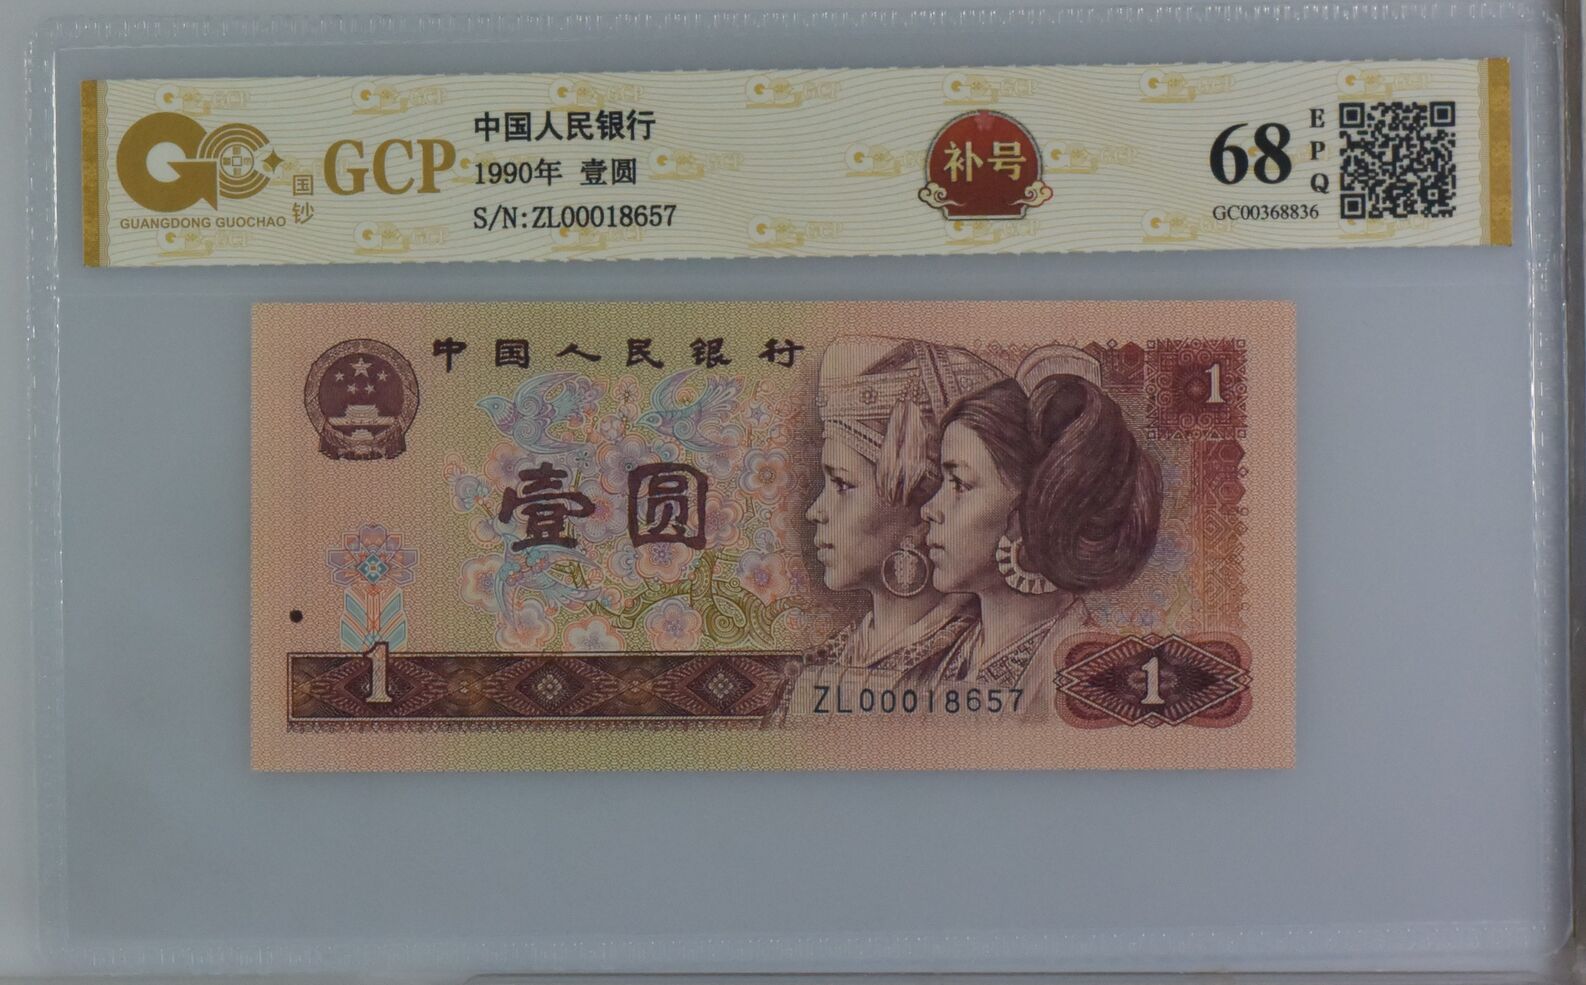 GUANGDONG GUOCHAO
国钞
GCP
中国人民银行
1990年 壹圆
S/N:ZL00018657
补号
68
EPQ
GC00368836
中国人民银行
1
壹圆
1
ZL00018657
1